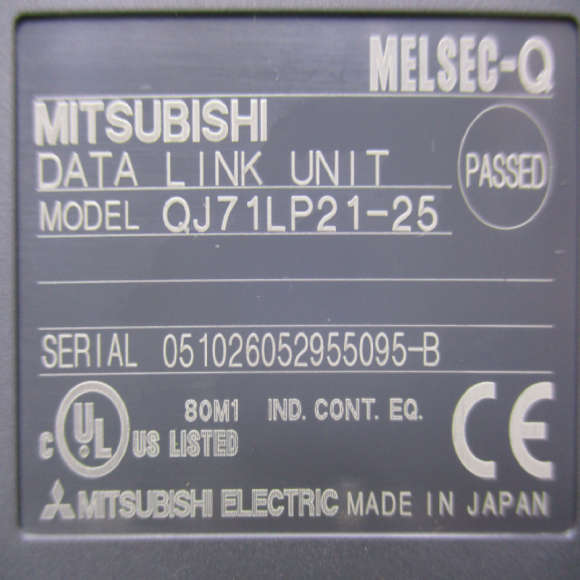 MELSEC-Q
MITSUBISHI
DATA LINK UNIT
PASSED
MODEL QJ71LP21-25
SERIAL 051026052955095-B
80M1 IND. CONT. EQ.
C UL US LISTED
CE
MITSUBISHI ELECTRIC MADE IN JAPAN